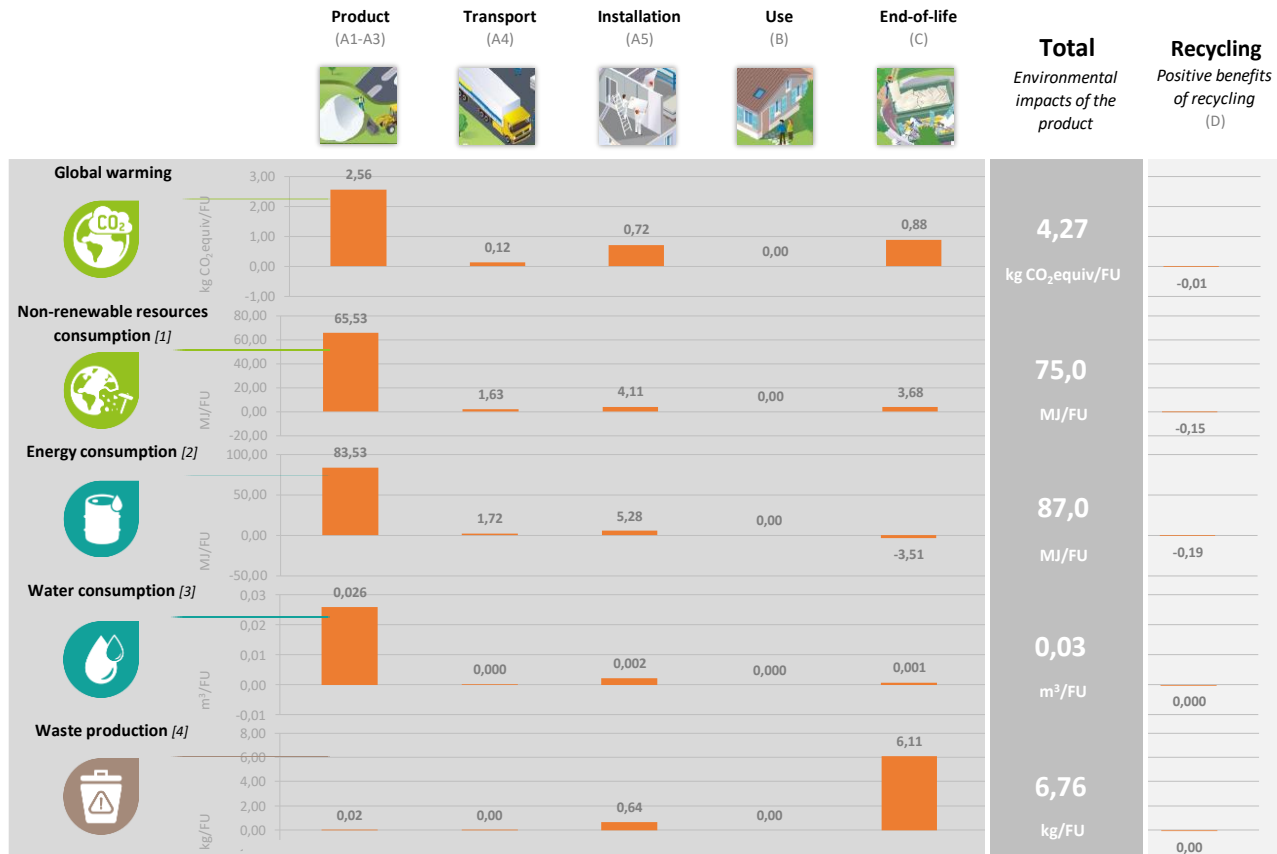 Product
(A1-A3)
Transport
(A4)
Installation
(A5)
Use
(B)
End-of-life
(C)
Total
Environmental
impacts of the
product
Recycling
Positive benefits
of recycling
(D)
Global warming
CO2
kg CO2equiv/FU
3,00
2,00
1,00
0,00
-1,00
2,56
0,12
0,72
0,00
0,88
4,27
kg CO2equiv/FU
-0,01
Non-renewable resources
consumption [1]
MJ/FU
80,00
60,00
40,00
20,00
0,00
-20,00
65,53
1,63
4,11
0,00
3,68
75,0
MJ/FU
-0,15
Energy consumption [2]
MJ/FU
100,00
50,00
0,00
-50,00
83,53
1,72
5,28
0,00
-3,51
87,0
MJ/FU
-0,19
Water consumption [3]
m³/FU
0,03
0,02
0,01
0,00
-0,01
0,026
0,000
0,002
0,000
0,001
0,03
m³/FU
0,000
Waste production [4]
kg/FU
8,00
6,00
4,00
2,00
0,00
-
0,02
0,00
0,64
0,00
6,11
6,76
kg/FU
0,00